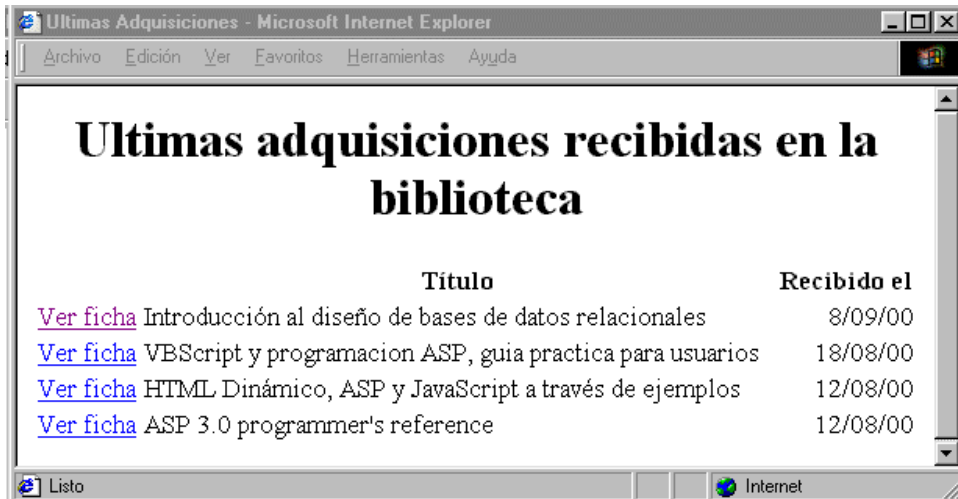 Ultimas Adquisiciones - Microsoft Internet Explorer
Archivo Edición Ver Favoritos Herramientas Ayuda
Ultimas adquisiciones recibidas en la
biblioteca
Título Recibido el
Ver ficha Introducción al diseño de bases de datos relacionales 8/09/00
Ver ficha VBScript y programacion ASP, guia practica para usuarios 18/08/00
Ver ficha HTML Dinámico, ASP y JavaScript a través de ejemplos 12/08/00
Ver ficha ASP 3.0 programmer's reference 12/08/00
Listo Internet